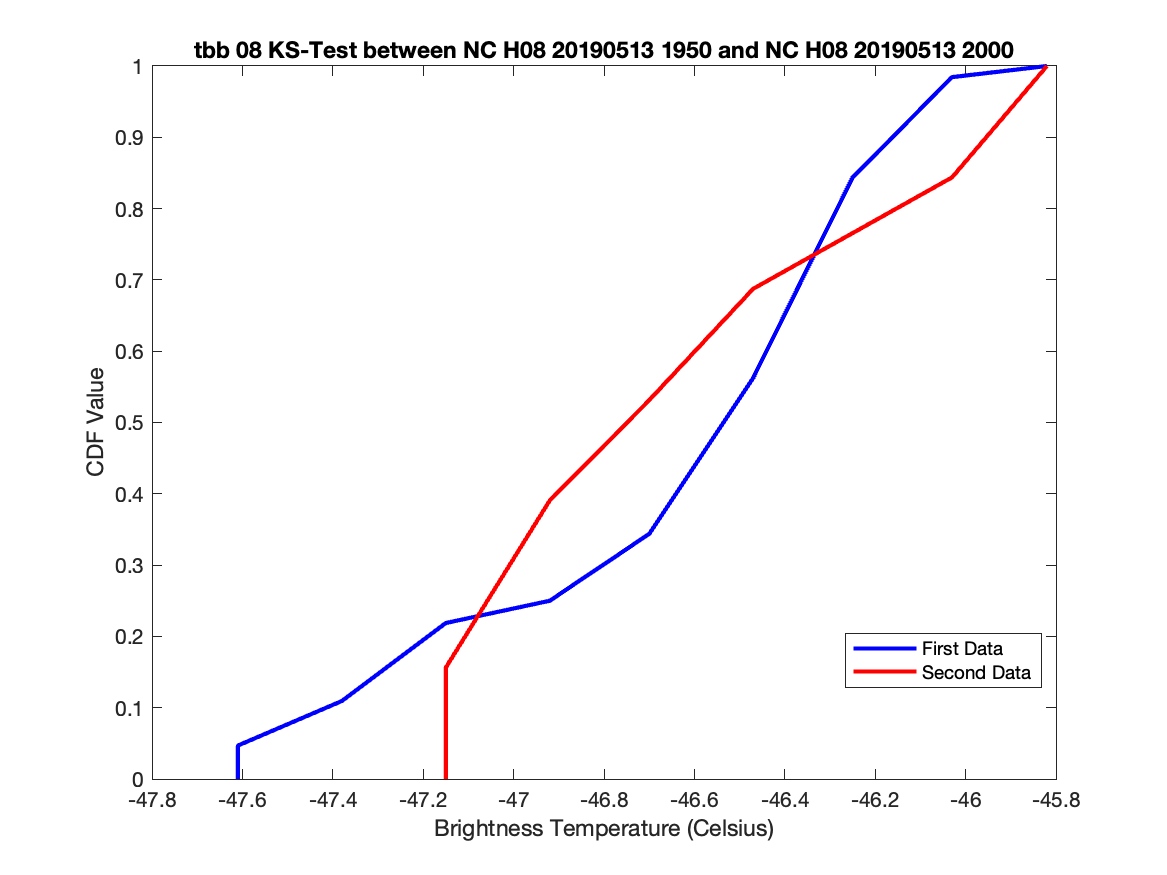 tbb 08 KS-Test between NC H08 20190513 1950 and NC H08 20190513 2000
1
0.9
0.8
0.7
0.6
0.5
0.4
0.3
0.2
0.1
0
CDF Value
First Data
Second Data
-47.8 -47.6 -47.4 -47.2 -47 -46.8 -46.6 -46.4 -46.2 -46 -45.8
Brightness Temperature (Celsius)